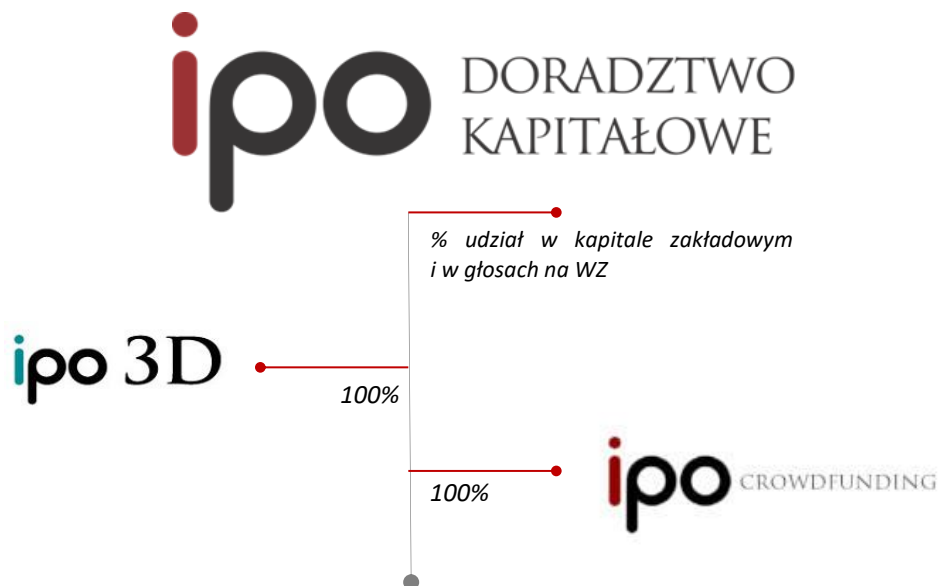 ipo DORADZTWO
KAPITAŁOWE
% udział w kapitale zakładowym
i w głosach na WZ
ipo 3D
100%
100%
ipo CROWDFUNDING